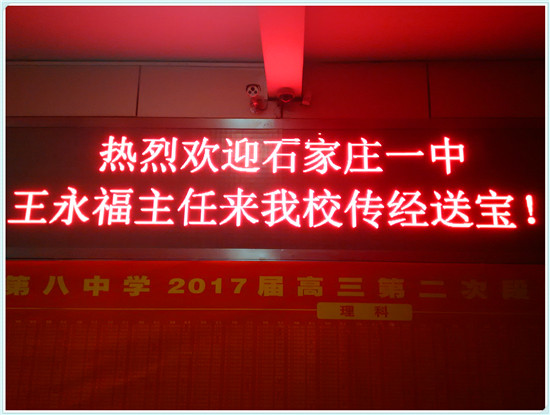 热烈欢迎石家庄一中
王永福主任来我校传经送宝！
第八中学 2017届高三第二次
理科